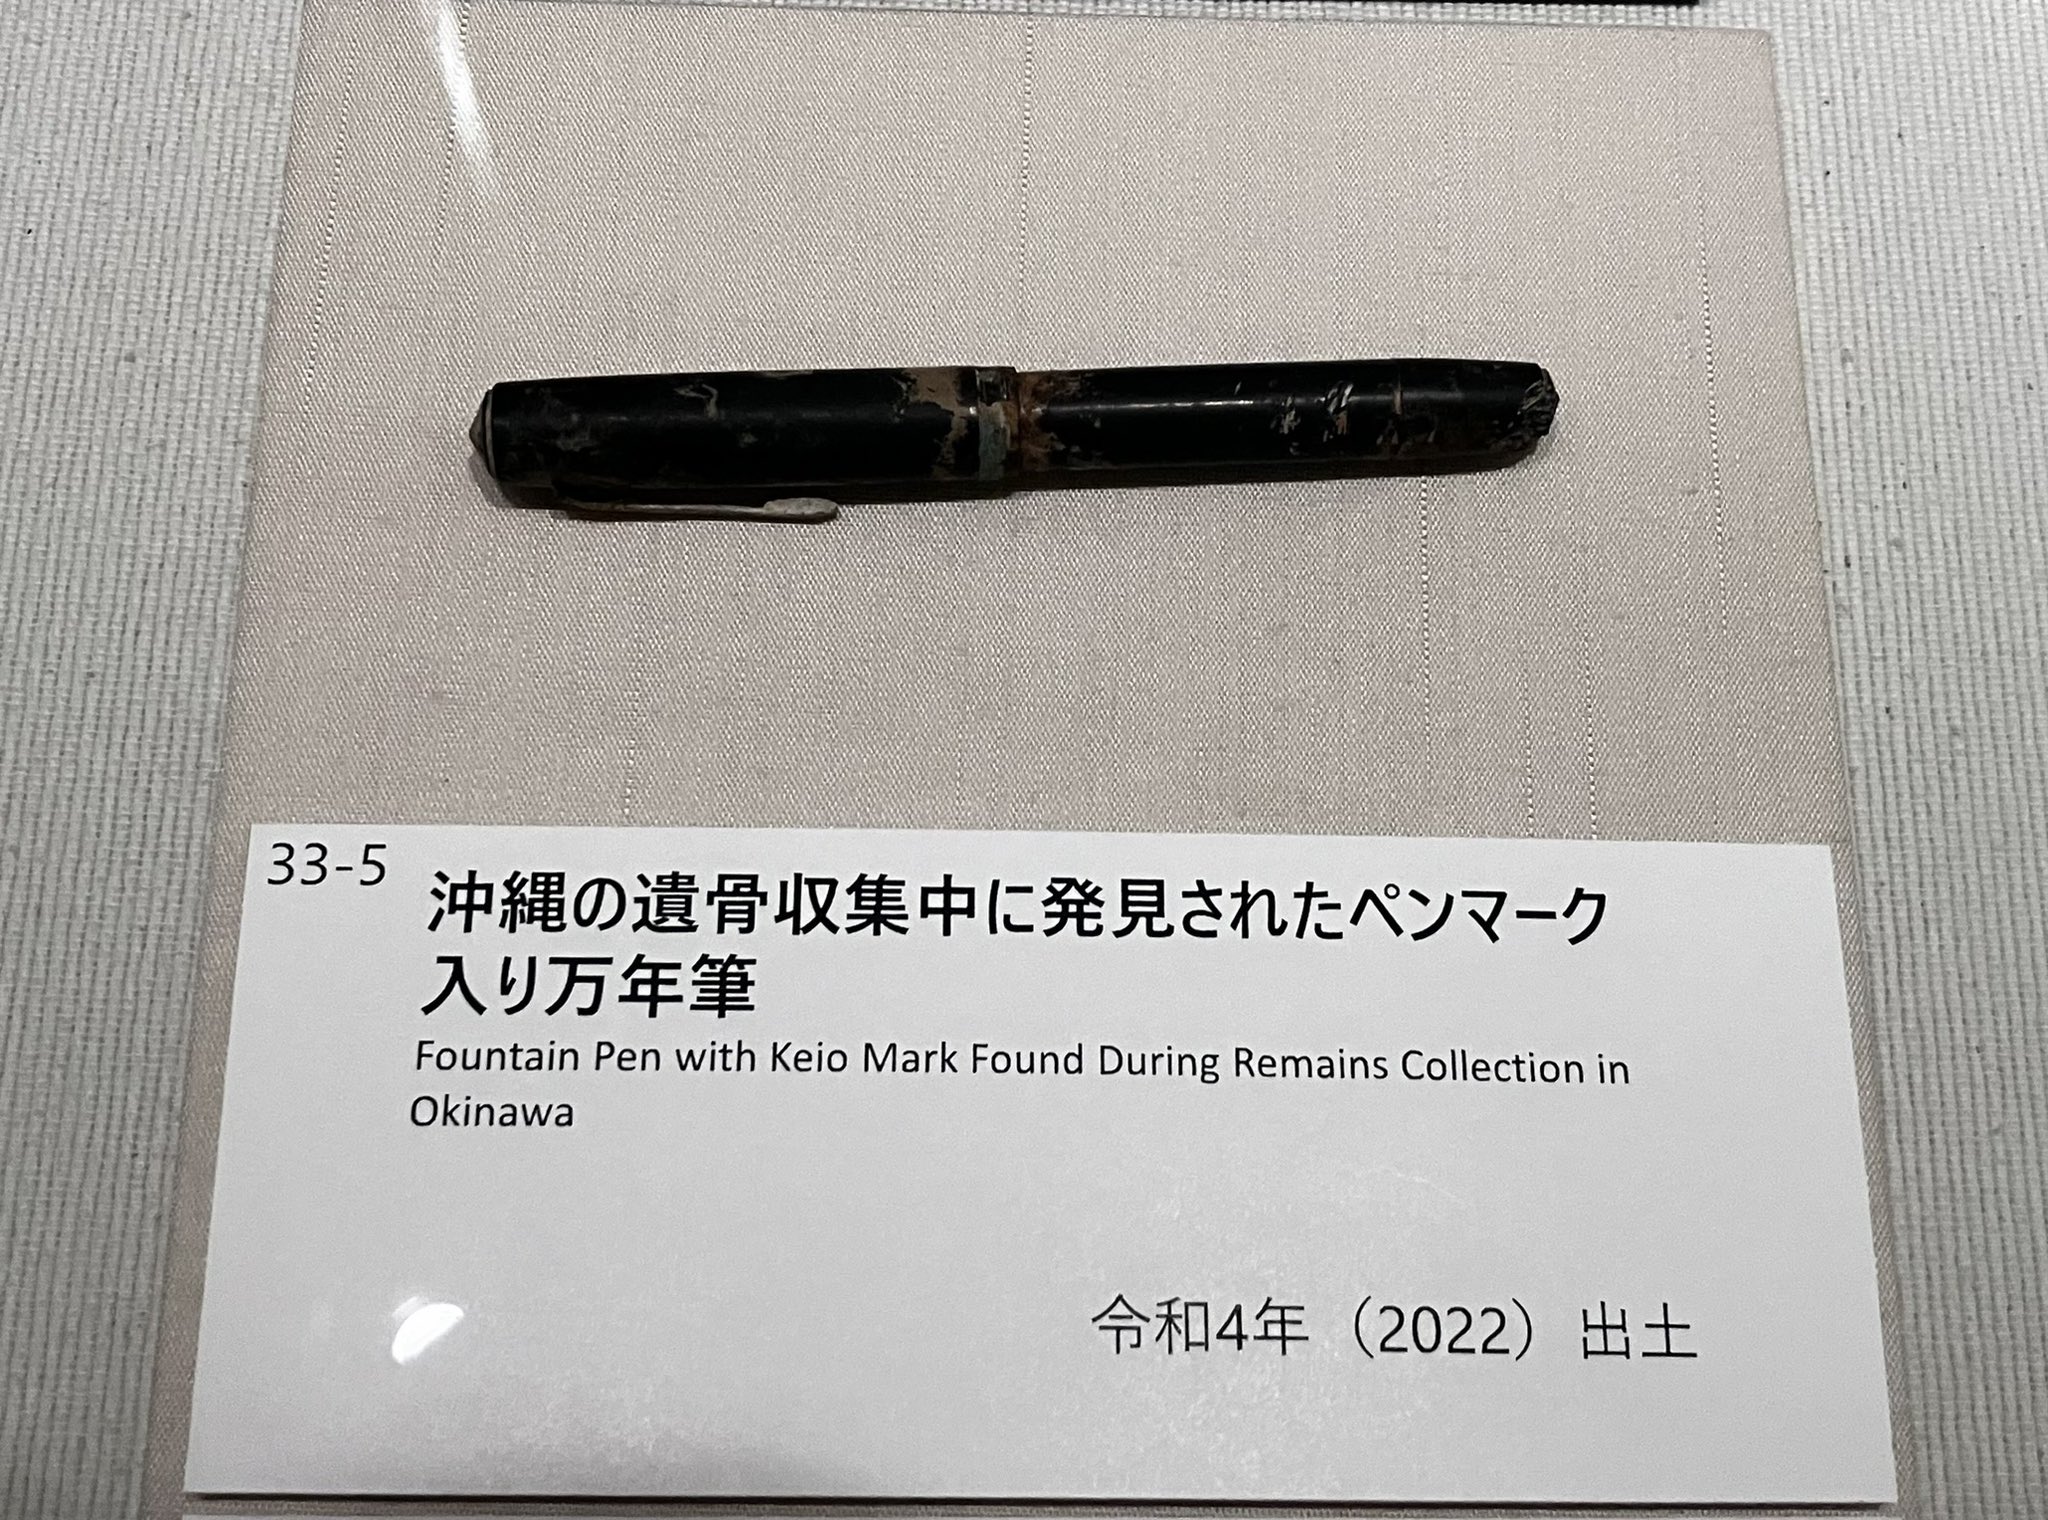 33-5
沖縄の遺骨収集中に発見されたペンマーク
入り万年筆
Fountain Pen with Keio Mark Found During Remains Collection in
Okinawa
令和4年（2022）出土